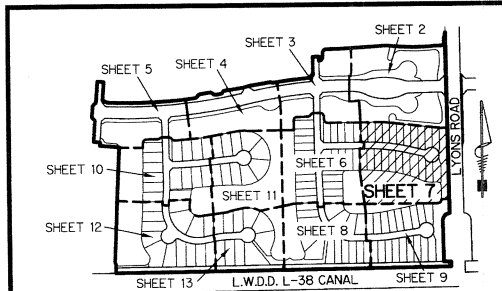 SHEET 2
SHEET 3
SHEET 4
SHEET 5
LYONS ROAD
SHEET 6
SHEET 10
SHEET 7
SHEET 11
SHEET 12
SHEET 8
SHEET 13
L.W.D.D. L-38 CANAL
SHEET 9